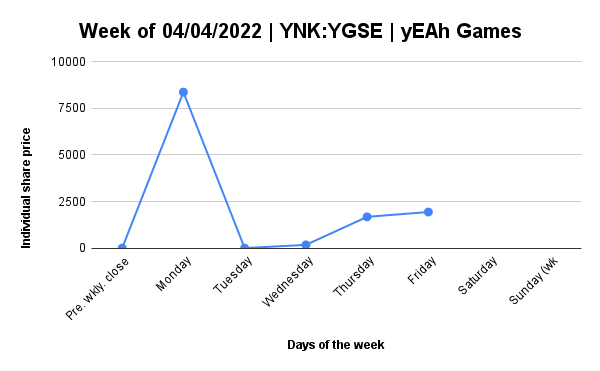 Week of 04/04/2022 | YNK:YGSE | yEAh Games
Individual share price
10000
7500
5000
2500
0
Pre. wkly. close
Monday
Tuesday
Wednesday
Thursday
Friday
Saturday
Sunday (wk
Days of the week